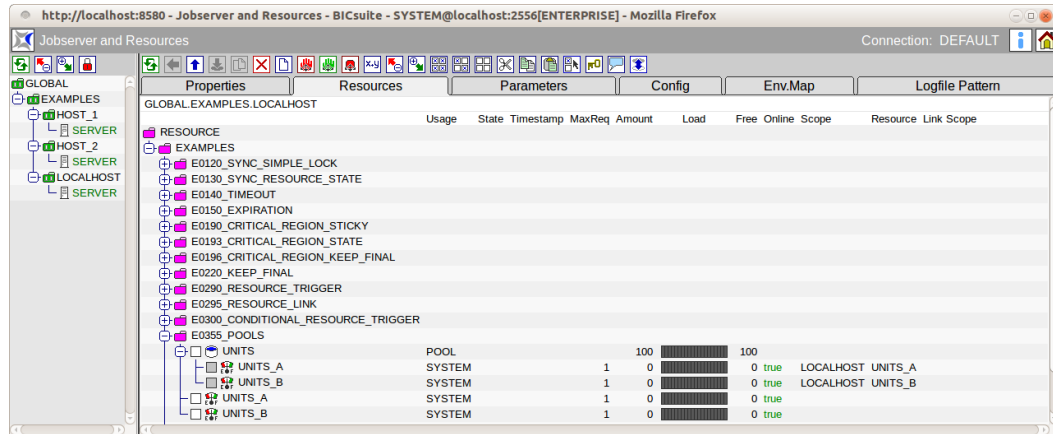 http://localhost:8580 - Jobserver and Resources - BICsuite - SYSTEM@localhost:2556[ENTERPRISE] - Mozilla Firefox
Jobserver and Resources Connection: DEFAULT
GLOBAL
EXAMPLES
HOST_1
SERVER
HOST_2
SERVER
LOCALHOST
SERVER
Properties Resources Parameters Config Env.Map Logfile Pattern
GLOBAL.EXAMPLES.LOCALHOST
Usage State Timestamp MaxReq Amount Load Free Online Scope Resource Link Scope
RESOURCE
EXAMPLES
E0120_SYNC_SIMPLE_LOCK
E0130_SYNC_RESOURCE_STATE
E0140_TIMEOUT
E0150_EXPIRATION
E0190_CRITICAL_REGION_STICKY
E0193_CRITICAL_REGION_STATE
E0196_CRITICAL_REGION_KEEP_FINAL
E0220_KEEP_FINAL
E0290_RESOURCE_TRIGGER
E0295_RESOURCE_LINK
E0300_CONDITIONAL_RESOURCE_TRIGGER
E0355_POOLS
UNITS POOL 100 100
UNITS_A SYSTEM 1 0 0 true LOCALHOST UNITS_A
UNITS_B SYSTEM 1 0 0 true LOCALHOST UNITS_B
UNITS_A SYSTEM 1 0 0 true
UNITS_B SYSTEM 1 0 0 true